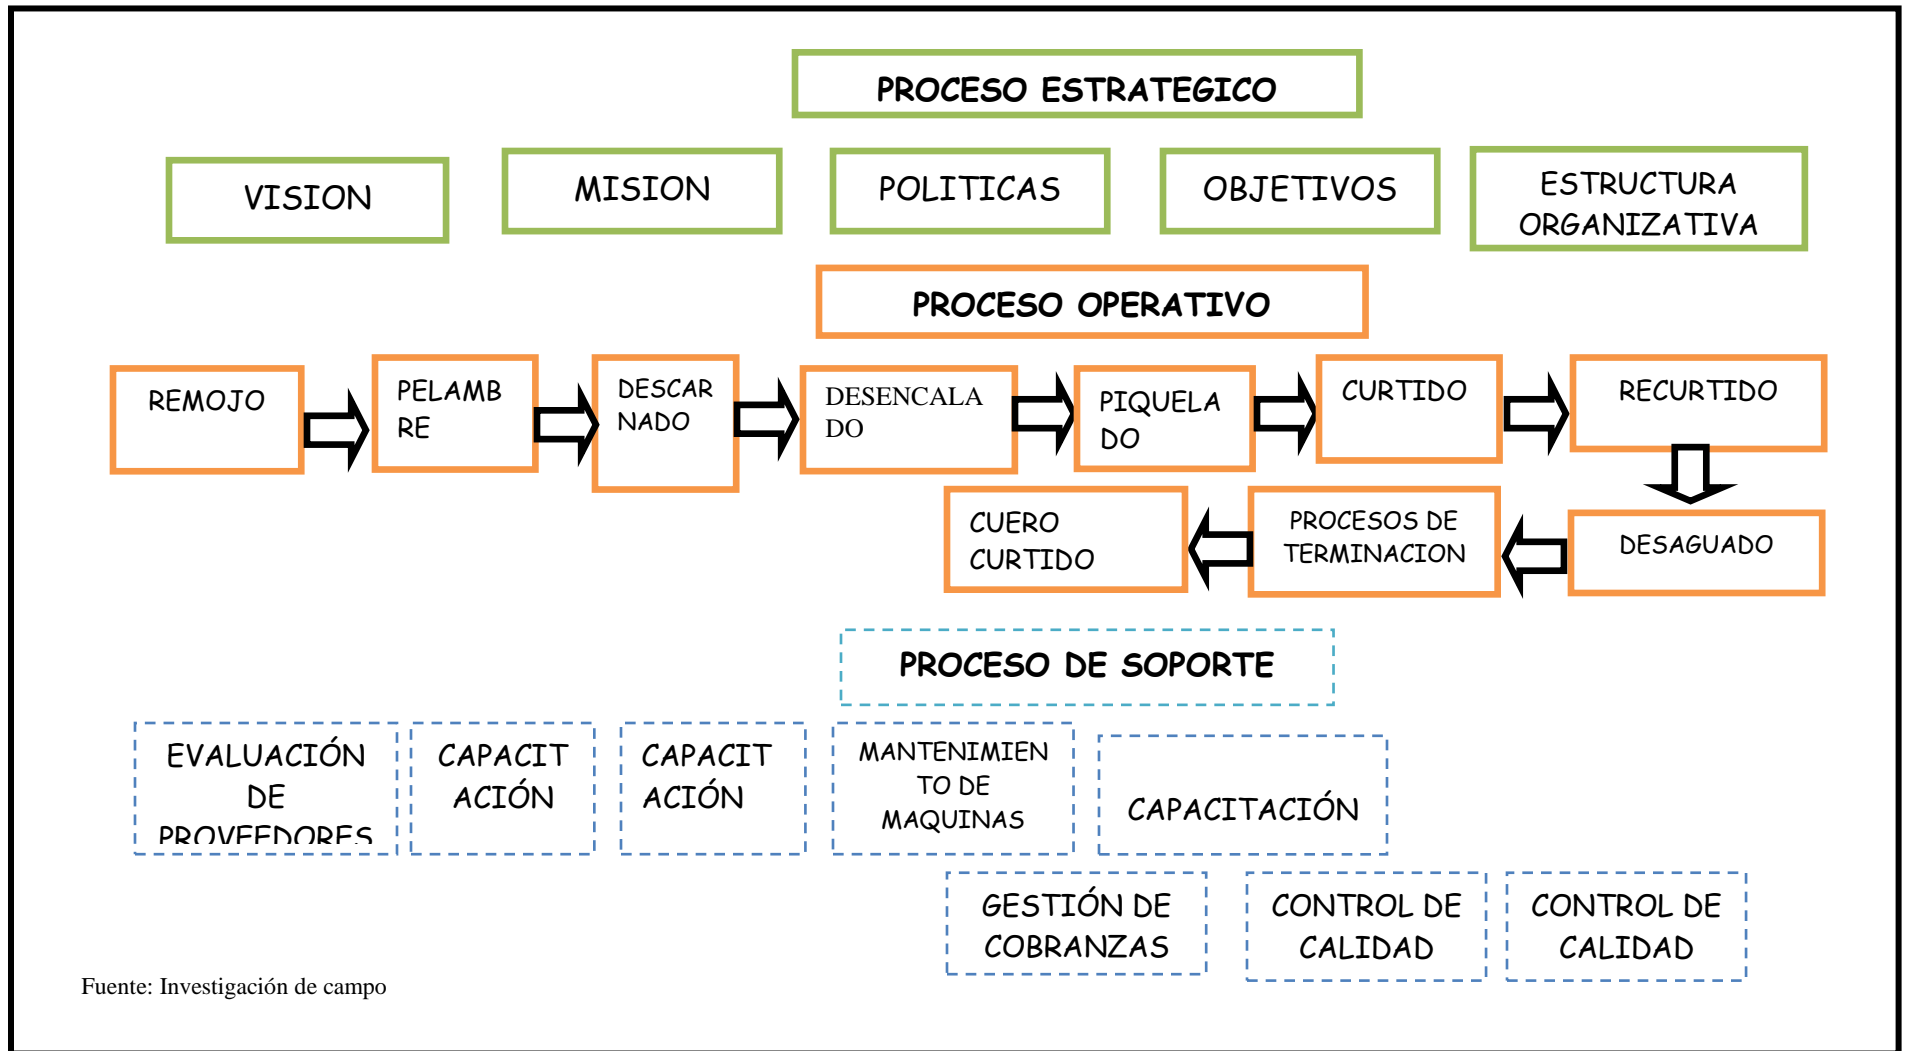 PROCESO ESTRATEGICO
VISION
MISION
POLITICAS
OBJETIVOS
ESTRUCTURA
ORGANIZATIVA
PROCESO OPERATIVO
REMOJO
PELAMB
RE
DESCAR
NADO
DESENCALA
DO
PIQUELA
DO
CURTIDO
RECURTIDO
CUERO
CURTIDO
PROCESOS DE
TERMINACION
DESAGUADO
PROCESO DE SOPORTE
EVALUACIÓN
DE
PROVEEDORES
CAPACIT
ACIÓN
CAPACIT
ACIÓN
MANTENIMIEN
TO DE
MAQUINAS
CAPACITACIÓN
GESTIÓN DE
COBRANZAS
CONTROL DE
CALIDAD
CONTROL DE
CALIDAD
Fuente: Investigación de campo